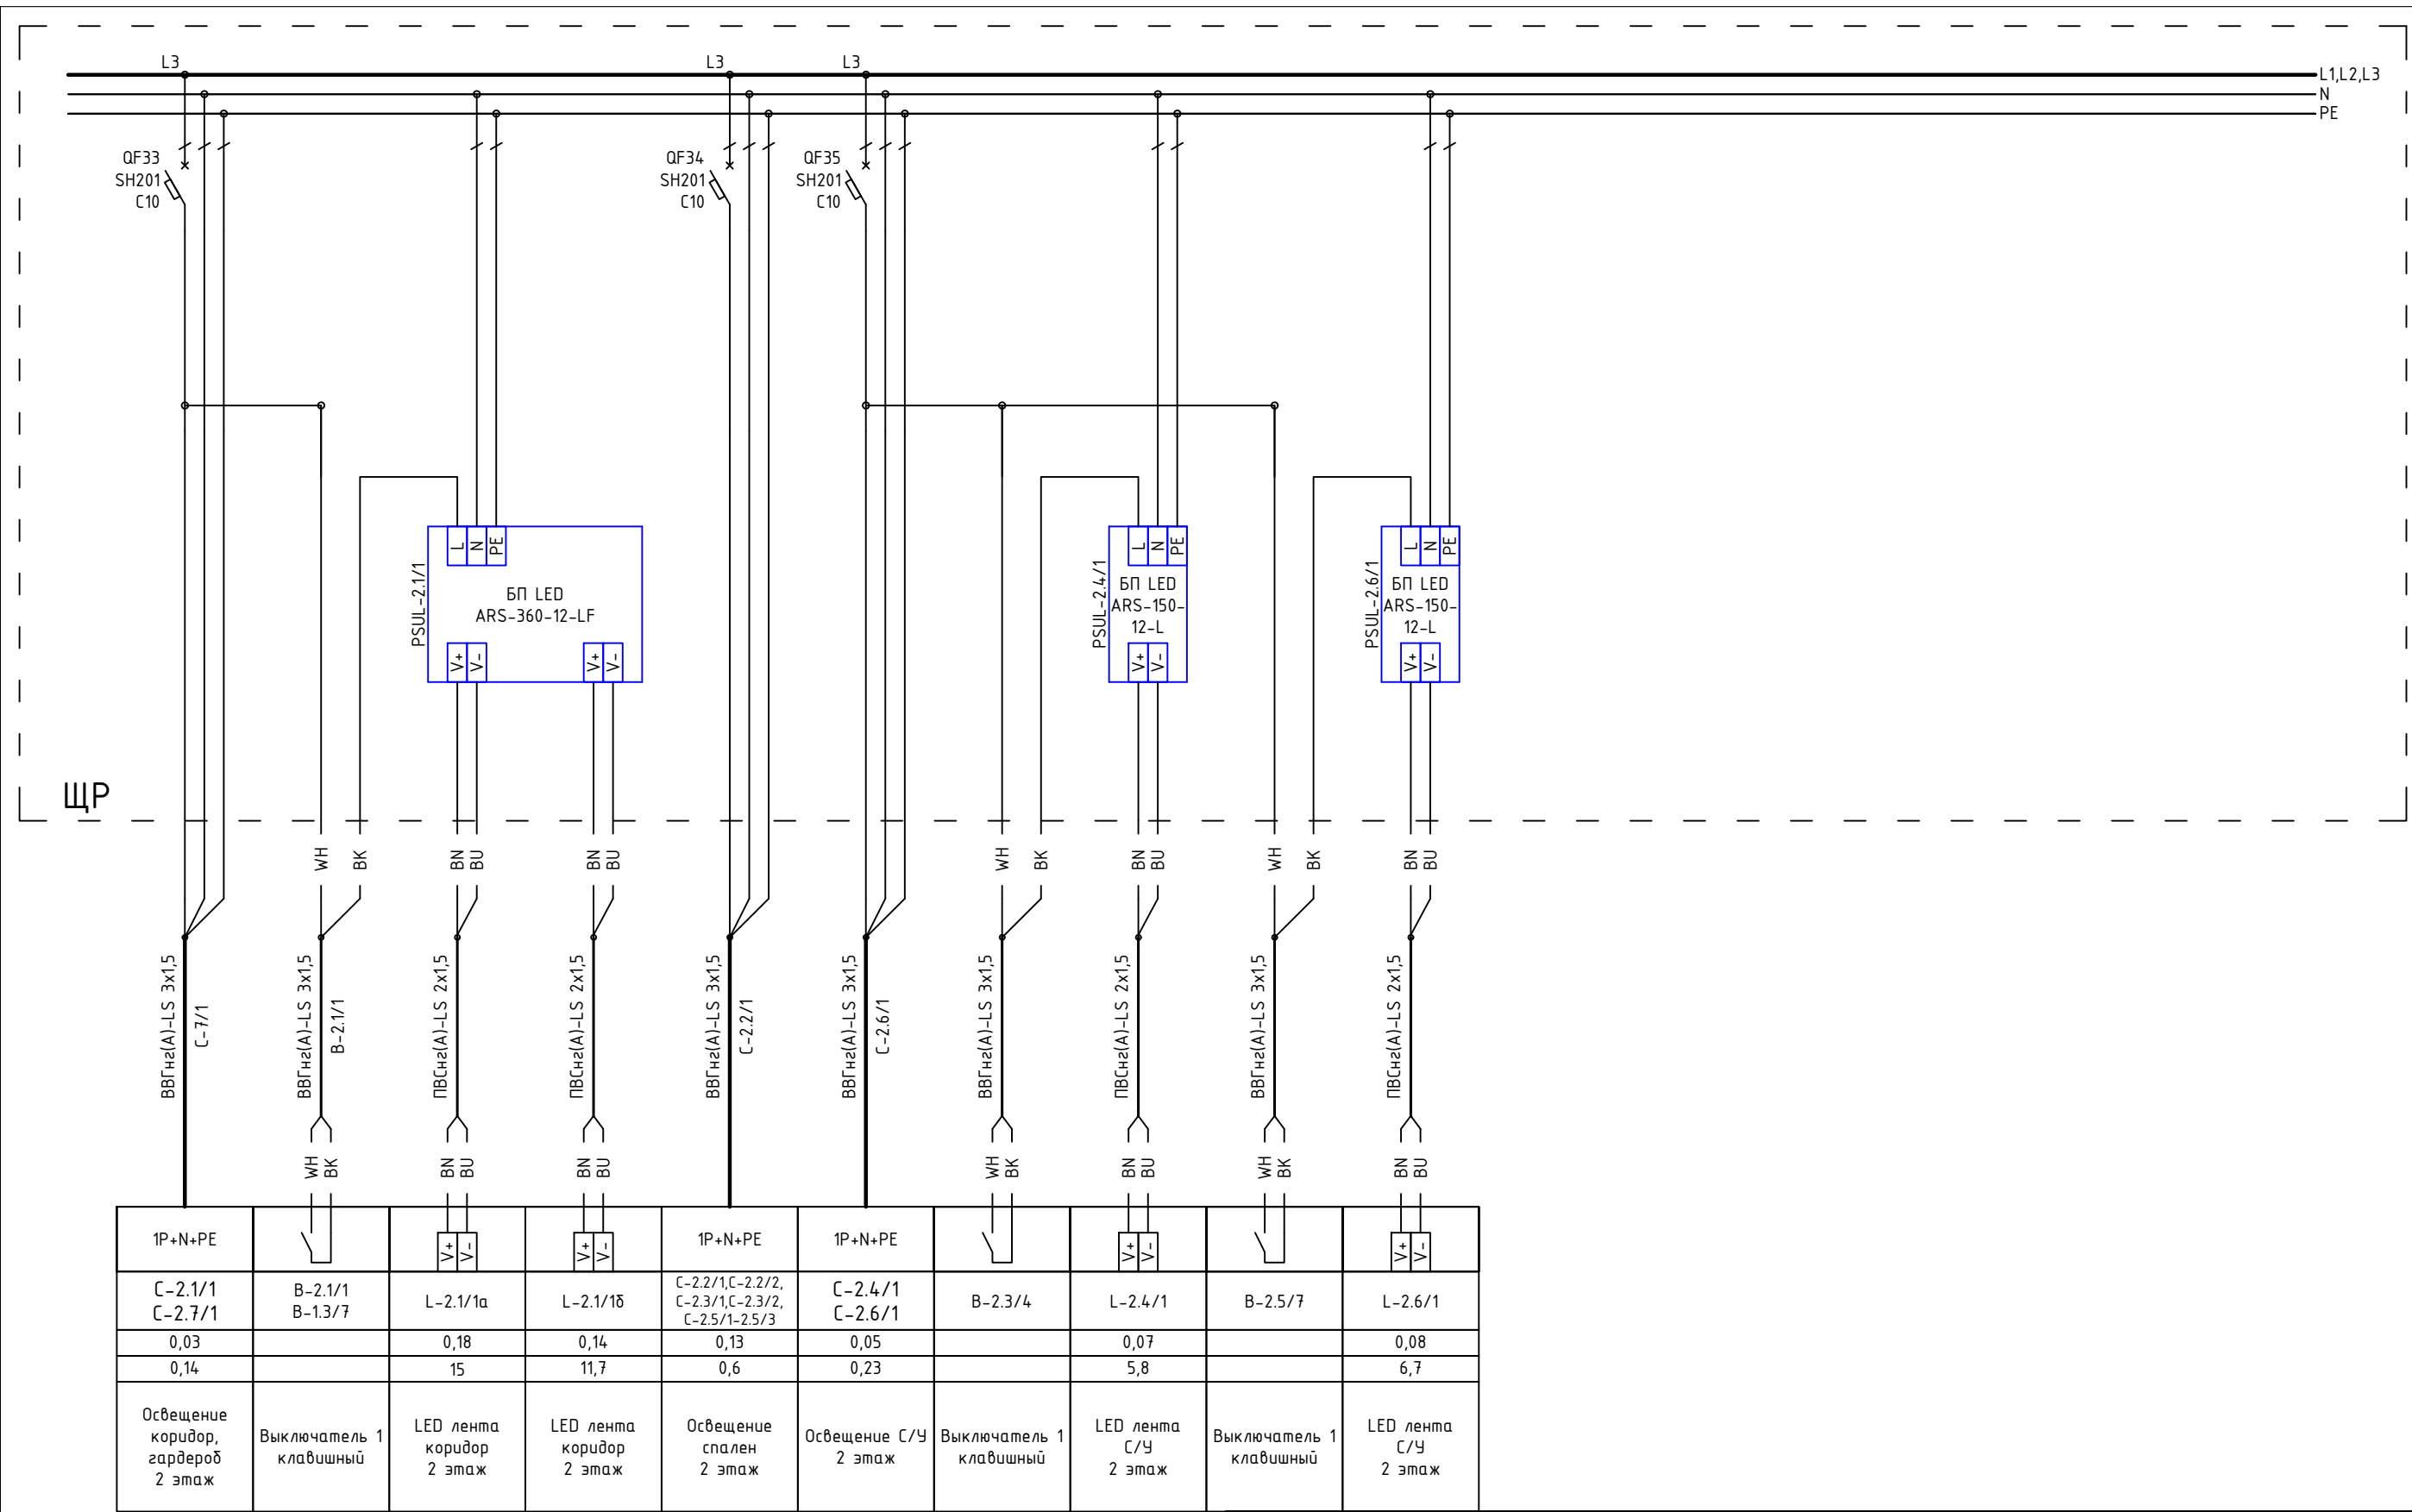 L3
L3
L3
L1,L2,L3
N
PE
QF33
SH201
C10
QF34
SH201
C10
QF35
SH201
C10
L
N
PE
БП LED
ARS-360-12-LF
PSUL-2.1/1
V+
V-
V+
V-
L
N
PE
БП LED
ARS-150-
12-L
PSUL-2.4/1
V+
V-
L
N
PE
БП LED
ARS-150-
12-L
PSUL-2.6/1
V+
V-
ЩР
WH
BK
BN
BU
BN
BU
WH
BK
BN
BU
WH
BK
BN
BU
ВВГнг(А)-LS 3х1,5
С-7/1
ВВГнг(А)-LS 3х1,5
В-2.1/1
ПВСнг(А)-LS 2х1,5
ПВСнг(А)-LS 2х1,5
ВВГнг(А)-LS 3х1,5
С-2.2/1
ВВГнг(А)-LS 3х1,5
С-2.6/1
ВВГнг(А)-LS 3х1,5
ПВСнг(А)-LS 2х1,5
ВВГнг(А)-LS 3х1,5
ПВСнг(А)-LS 2х1,5
WH
BK
BN
BU
BN
BU
WH
BK
BN
BU
WH
BK
BN
BU
1P+N+PE
V+
V-
V+
V-
1P+N+PE
1P+N+PE
V+
V-
V+
V-
С-2.1/1
С-2.7/1
В-2.1/1
В-1.3/7
L-2.1/1а
L-2.1/1б
С-2.2/1,С-2.2/2,
С-2.3/1,С-2.3/2,
С-2.5/1-2.5/3
С-2.4/1
С-2.6/1
В-2.3/4
L-2.4/1
В-2.5/7
L-2.6/1
0,03
0,18
0,14
0,13
0,05
0,07
0,08
0,14
15
11,7
0,6
0,23
5,8
6,7
Освещение
коридор,
гардероб
2 этаж
Выключатель 1
клавишный
LED лента
коридор
2 этаж
LED лента
коридор
2 этаж
Освещение
спален
2 этаж
Освещение С/У
2 этаж
Выключатель 1
клавишный
LED лента
С/У
2 этаж
Выключатель 1
клавишный
LED лента
С/У
2 этаж